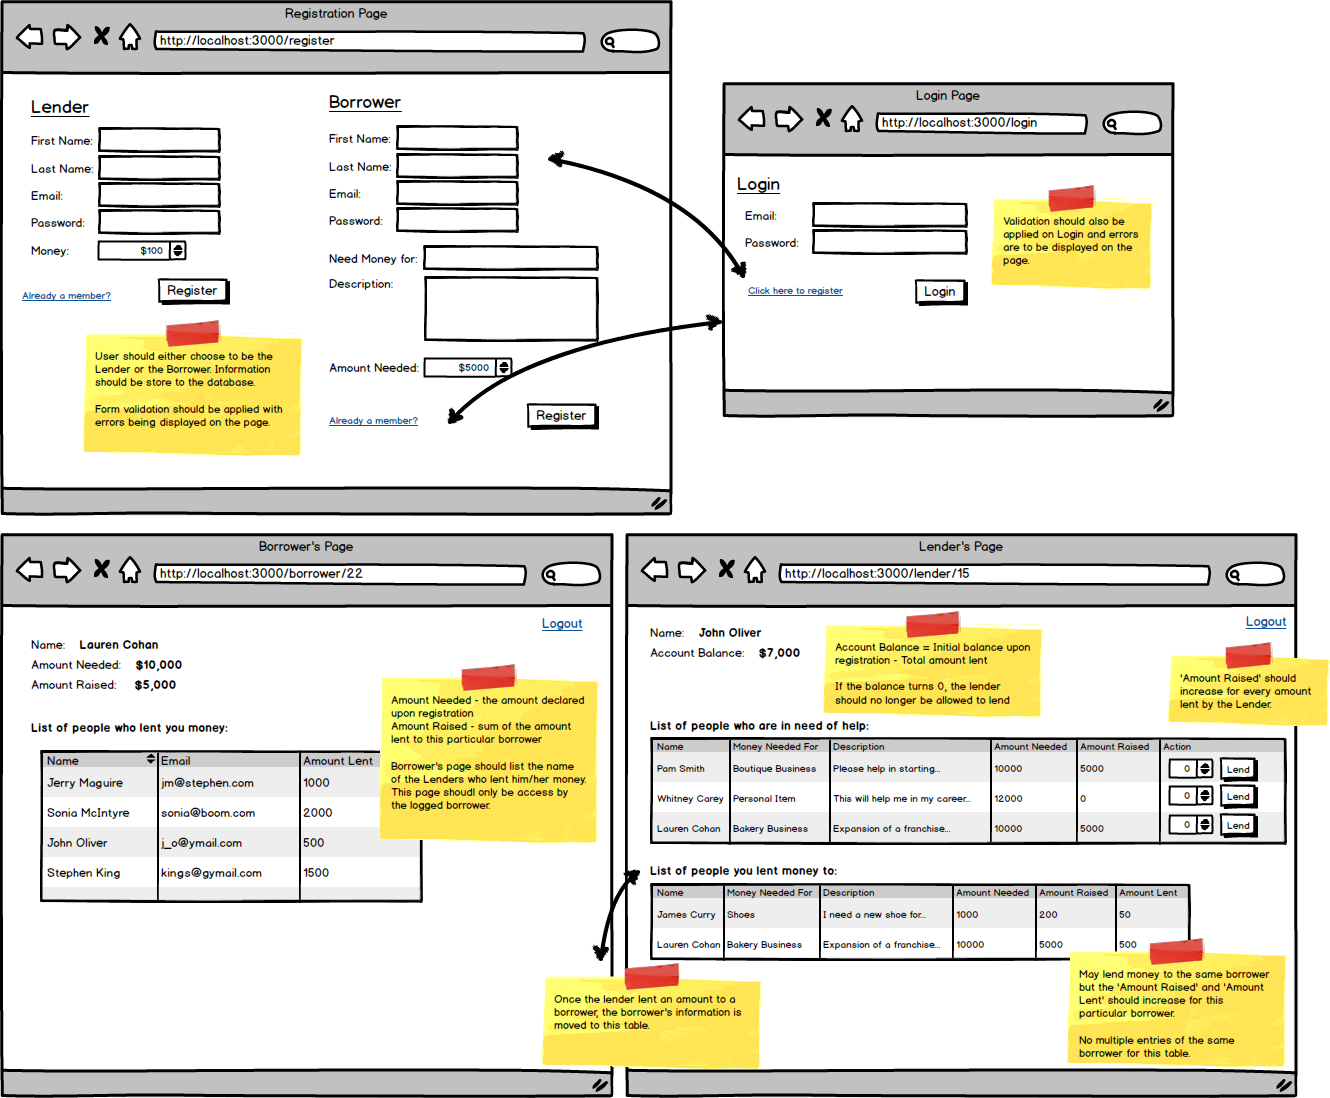 Registration Page
http://localhost:3000/register
Lender
First Name:
Last Name:
Email:
Password:
Money:
$100
Already a member?
Register
User should either choose to be the
Lender or the Borrower. Information
should be store to the database.
Form validation should be applied with
errors being displayed on the page.
Borrower
First Name:
Last Name:
Email:
Password:
Need Money for:
Description:
Amount Needed:
$5000
Already a member?
Register
Login Page
http://localhost:3000/login
Login
Email:
Password:
Click here to register
Login
Validation should also be
applied on Login and errors
are to be displayed on the
page.
Borrower's Page
http://localhost:3000/borrower/22
Logout
Name: Lauren Cohan
Amount Needed: $10,000
Amount Raised: $5,000
List of people who lent you money:
Name Email Amount Lent
Jerry Maguire jm@stephen.com 1000
Sonia McIntyre sonia@boom.com 2000
John Oliver j_o@ymail.com 500
Stephen King kings@gymail.com 1500
Amount Needed - the amount declared
upon registration
Amount Raised - sum of the amount
lent to this particular borrower
Borrower's page should list the name
of the Lenders who lent him/her money.
This page shoudl only be access by
the logged borrower.
Lender's Page
http://localhost:3000/lender/15
Logout
Name: John Oliver
Account Balance: $7,000
Account Balance = Initial balance upon
registration - Total amount lent
If the balance turns 0, the lender
should no longer be allowed to lend
'Amount Raised' should
increase for every amount
lent by the Lender.
List of people who are in need of help:
Name Money Needed For Description Amount Needed Amount Raised Action
Pam Smith Boutique Business Please help in starting... 10000 5000 0 Lend
Whitney Carey Personal Item This will help me in my career... 12000 0 0 Lend
Lauren Cohan Bakery Business Expansion of a franchise... 10000 5000 0 Lend
List of people you lent money to:
Name Money Needed For Description Amount Needed Amount Raised Amount Lent
James Curry Shoes I need a new shoe for... 1000 200 50
Lauren Cohan Bakery Business Expansion of a franchise... 10000 5000 500
Once the lender lent an amount to a
borrower, the borrower's information is
moved to this table.
May lend money to the same borrower
but the 'Amount Raised' and 'Amount
Lent' should increase for this
particular borrower.
No multiple entries of the same
borrower for this table.